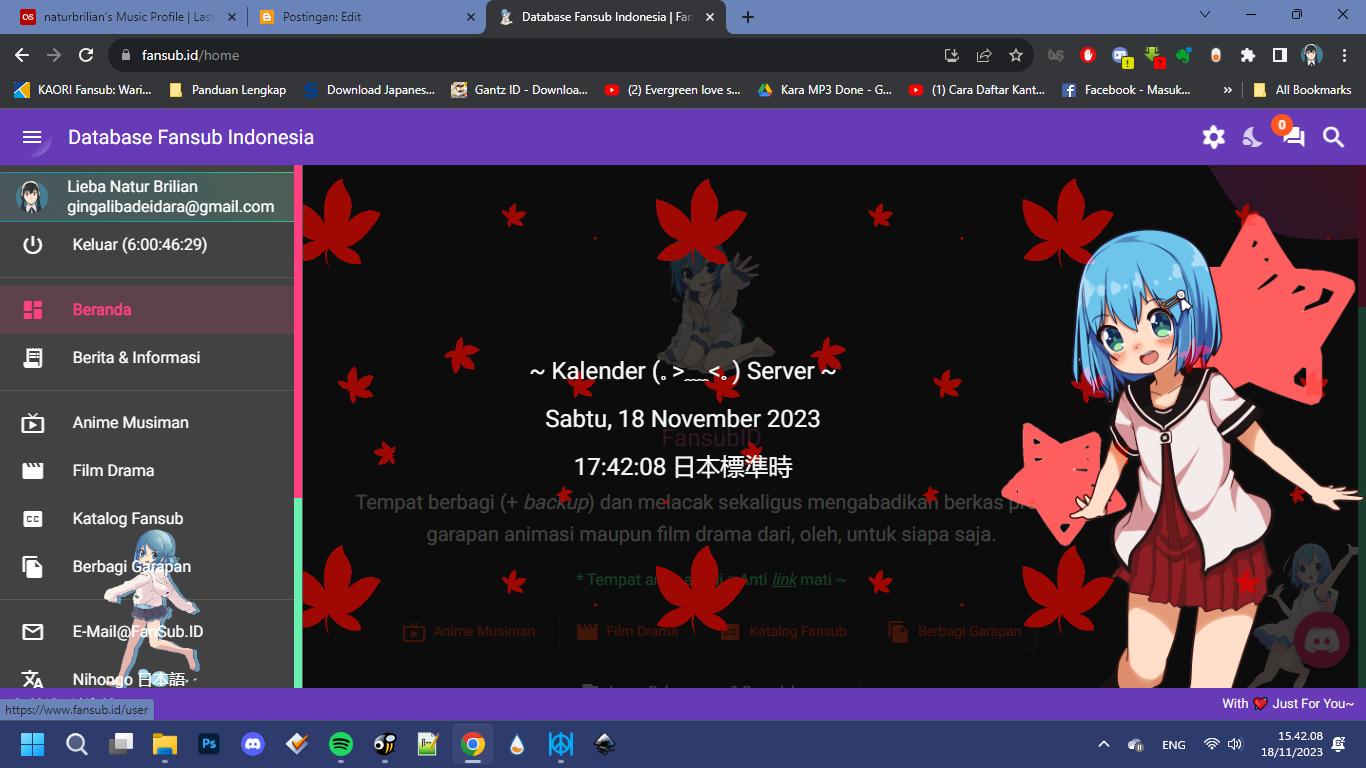 naturbrilian's Music Profile | Las
Postingan: Edit
Database Fansub Indonesia | Fan
fansub.id/home
KAORI Fansub: Wari...
Panduan Lengkap
Download Japanes...
Gantz ID - Downloa...
(2) Evergreen love s...
Kara MP3 Done - G...
(1) Cara Daftar Kant...
Facebook - Masuk...
»
All Bookmarks
Database Fansub Indonesia
0
Lieba Natur Brilian
gingalibadeidara@gmail.com
Keluar (6:00:46:29)
Beranda
Berita & Informasi
Anime Musiman
Film Drama
Katalog Fansub
Berbagi Garapan
E-Mail@FanSub.ID
Nihongo 日本語
~ Kalender (｡>﹏<｡) Server ~
Sabtu, 18 November 2023
FansubID
17:42:08 日本標準時
Tempat berbagi (+ backup) dan melacak sekaligus mengabadikan berkas
garapan animasi maupun film drama dari, oleh, untuk siapa saja.
* Tempat Anti link mati ~
Anime Musiman
Film Drama
Katalog Fansub
Berbagi Garapan
With Just For You~
https://www.fansub.id/user
ENG
15.42.08
18/11/2023